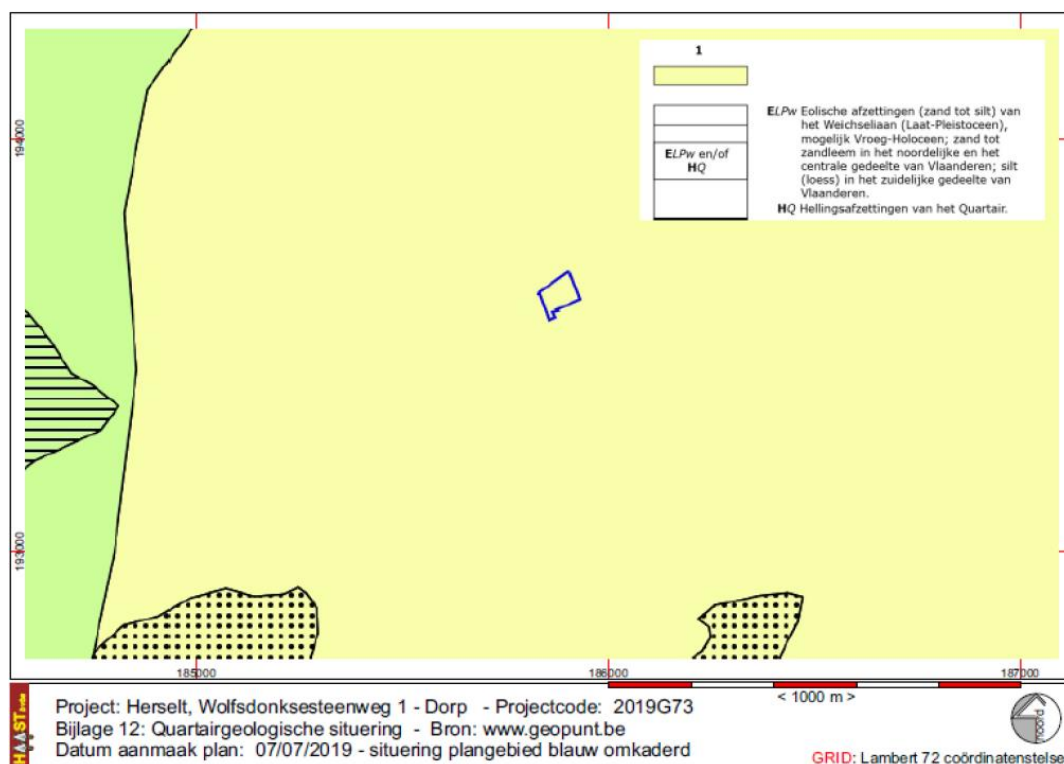 1
ELPw en/of
HQ
ELPw Eolische afzettingen (zand tot silt) van
het Weichseliaan (Laat-Pleistoceen),
mogelijk Vroeg-Holoceen; zand tot
zandleem in het noordelijke en het
centrale gedeelte van Vlaanderen; silt
(loess) in het zuidelijke gedeelte van
Vlaanderen.
HQ Hellingsafzettingen van het Quartair.
194000
193000
185000
186000
187000
< 1000 m >
HAAST bvba
Project: Herselt, Wolfsdonksesteenweg 1 - Dorp - Projectcode: 2019G73
Bijlage 12: Quartairgeologische situering - Bron: www.geopunt.be
Datum aanmaak plan: 07/07/2019 - situering plangebied blauw omkaderd
noord
GRID: Lambert 72 coördinatenstelse